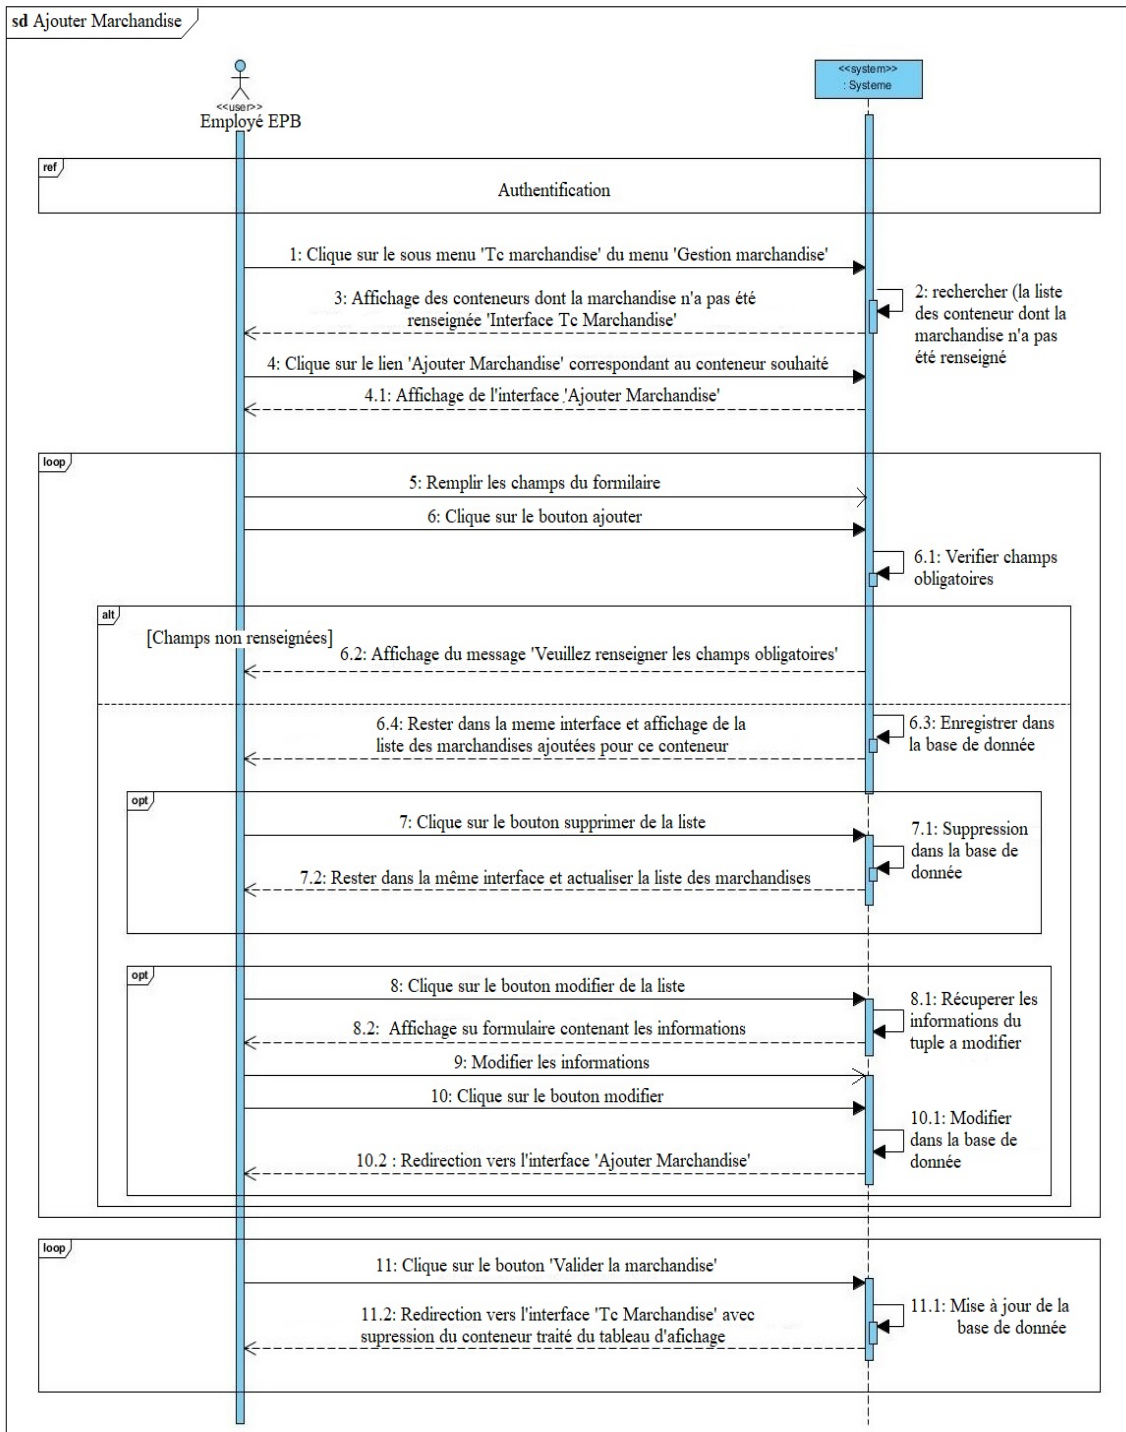 sd Ajouter Marchandise
<<user>>
Employé EPB
<<system>>
: Systeme
ref
Authentification
1: Clique sur le sous menu 'Tc marchandise' du menu 'Gestion marchandise'
2: rechercher (la liste
des conteneur dont la
marchandise n'a pas
été renseigné
3: Affichage des conteneurs dont la marchandise n'a pas été
renseignée 'Interface Tc Marchandise'
4: Clique sur le lien 'Ajouter Marchandise' correspondant au conteneur souhaité
4.1: Affichage de l'interface 'Ajouter Marchandise'
loop
5: Remplir les champs du formilaire
6: Clique sur le bouton ajouter
6.1: Verifier champs
obligatoires
alt
[Champs non renseignées]
6.2: Affichage du message 'Veuillez renseigner les champs obligatoires'
6.3: Enregistrer dans
la base de donnée
6.4: Rester dans la meme interface et affichage de la
liste des marchandises ajoutées pour ce conteneur
opt
7: Clique sur le bouton supprimer de la liste
7.1: Suppression
dans la base de
donnée
7.2: Rester dans la même interface et actualiser la liste des marchandises
opt
8: Clique sur le bouton modifier de la liste
8.1: Récuperer les
informations du
tuple a modifier
8.2: Affichage su formulaire contenant les informations
9: Modifier les informations
10: Clique sur le bouton modifier
10.1: Modifier
dans la base de
donnée
10.2 : Redirection vers l'interface 'Ajouter Marchandise'
loop
11: Clique sur le bouton 'Valider la marchandise'
11.1: Mise à jour de la
base de donnée
11.2: Redirection vers l'interface 'Tc Marchandise' avec
supression du conteneur traité du tableau d'afichage